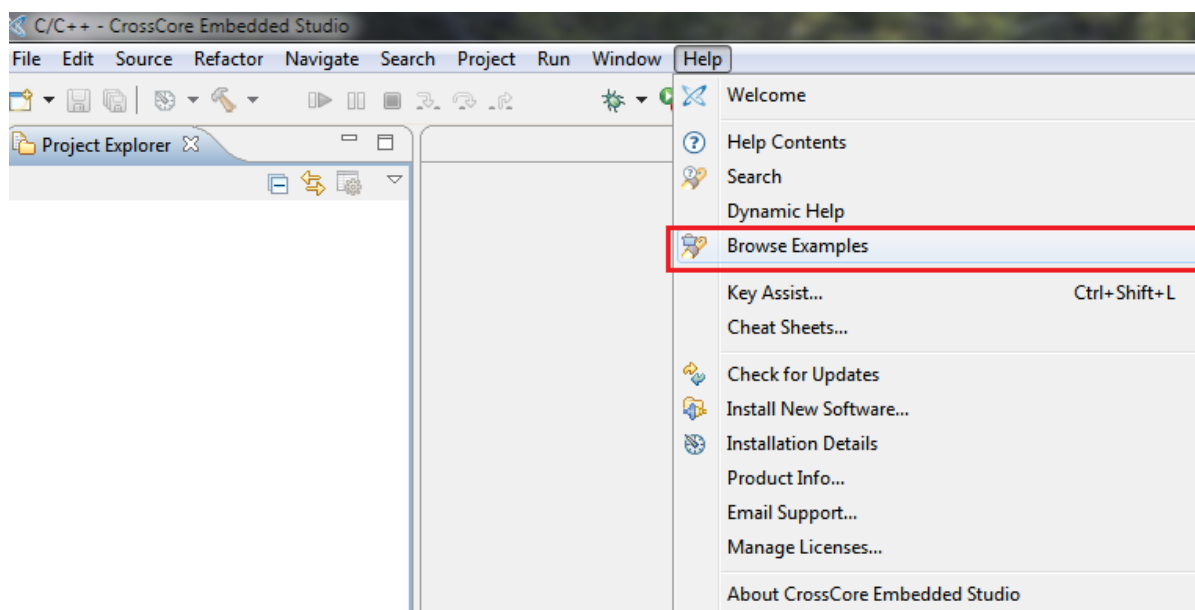 C/C++ - CrossCore Embedded Studio
File Edit Source Refactor Navigate Search Project Run Window Help
Project Explorer
Welcome
Help Contents
Search
Dynamic Help
Browse Examples
Key Assist... Ctrl+Shift+L
Cheat Sheets...
Check for Updates
Install New Software...
Installation Details
Product Info...
Email Support...
Manage Licenses...
About CrossCore Embedded Studio